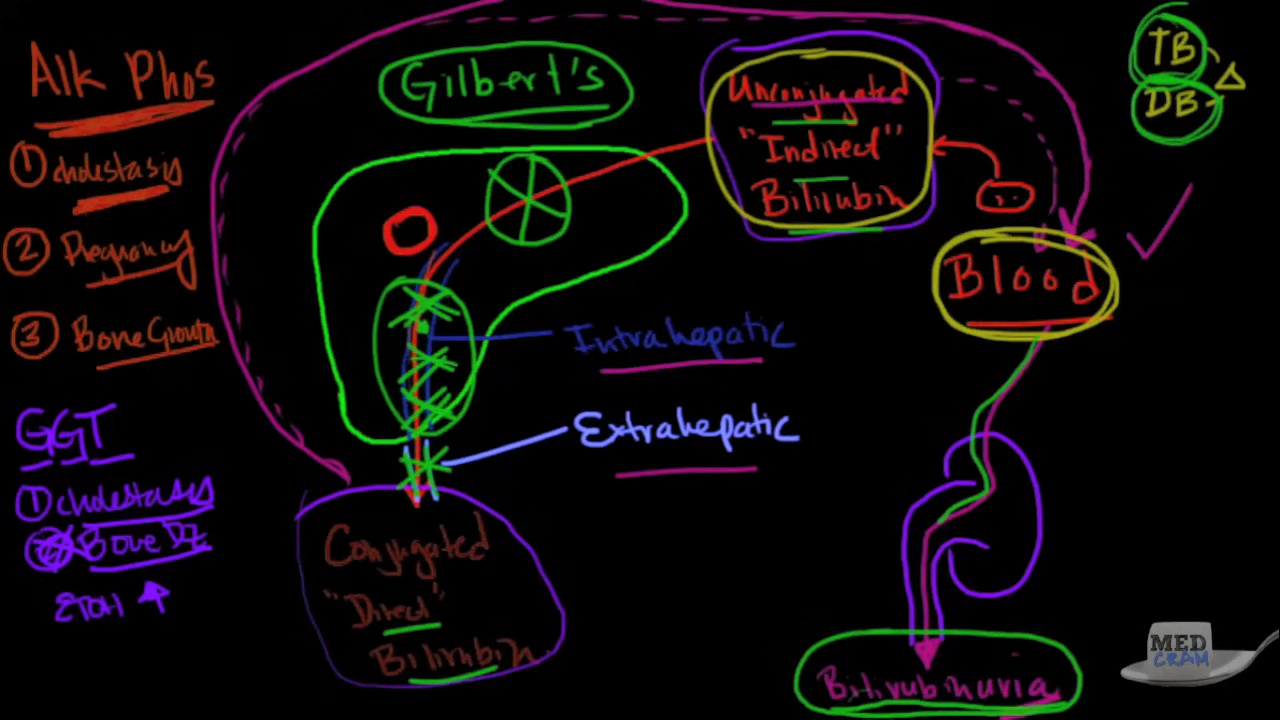 Alk Phos
① cholestasis
② Pregnancy
③ Bone Growth
GGT
① cholestasis
② Bone Dz
ETOH ↑
Gilbert's
Unconjugated
"Indirect"
Bilirubin
TB
DB
Δ
Blood
Intrahepatic
Extrahepatic
Conjugated
"Direct"
Bilirubin
Bilirubinuria
MED
CRAM